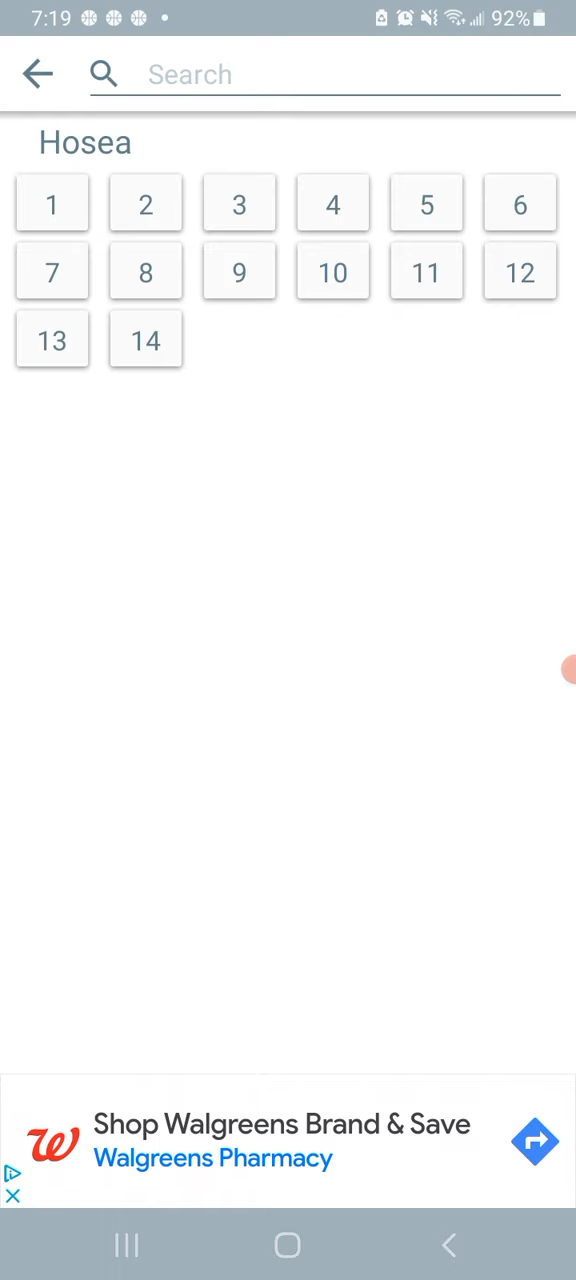 7:19 92%
Search
Hosea
1 2 3 4 5 6
7 8 9 10 11 12
13 14
Shop Walgreens Brand & Save
Walgreens Pharmacy